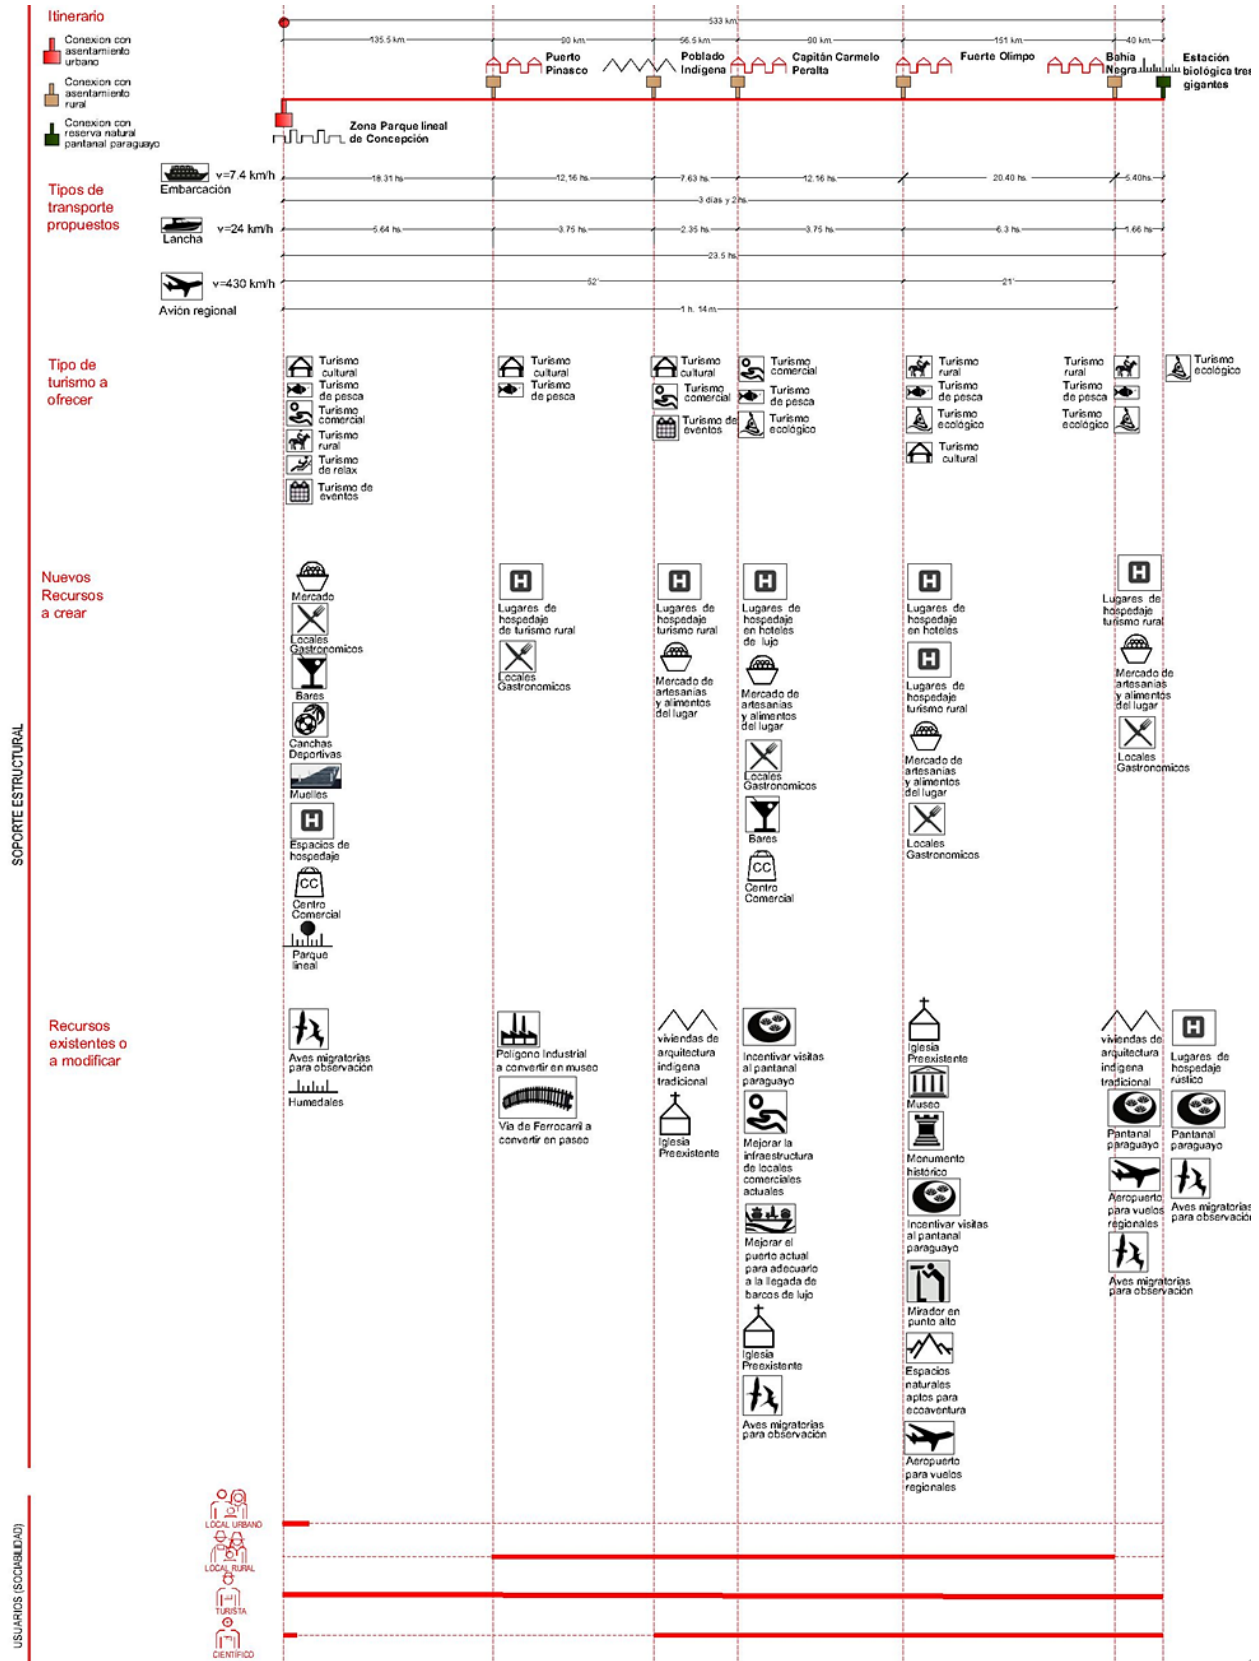 Itinerario
Conexion con
asentamiento
urbano
Conexion con
asentamiento
rural
Conexion con
reserva natural
pantanal paraguayo
533 km
135.5 km
90 km
56.5 km
90 km
151 km
40 km
Puerto
Pinasco
Poblado
Indígena
Capitán Carmelo
Peralta
Fuerte Olimpo
Bahía
Negra
Estación
biológica tres
gigantes
Zona Parque lineal
de Concepción
Tipos de
transporte
propuestos
v=7.4 km/h
Embarcación
18.31 hs
12,16 hs
7.63 hs
12.16 hs
20.40 hs
5.40hs
3 días y 2 hs
v=24 km/h
Lancha
5.64 hs
3.75 hs
2.35 hs
3.75 hs
6.3 hs
1.66 hs
23.5 hs
v=430 km/h
Avión regional
52'
21'
1 h. 14 m
Tipo de
turismo a
ofrecer
Turismo
cultural
Turismo
de pesca
Turismo
comercial
Turismo
rural
Turismo
de relax
Turismo de
eventos
Turismo
cultural
Turismo
de pesca
Turismo
cultural
Turismo
comercial
Turismo de
eventos
Turismo
comercial
Turismo
de pesca
Turismo
ecológico
Turismo
rural
Turismo
de pesca
Turismo
ecológico
Turismo
cultural
Turismo
rural
Turismo
de pesca
Turismo
ecológico
Turismo
ecológico
Nuevos
Recursos
a crear
Mercado
Locales
Gastronomicos
Bares
Canchas
Deportivas
Muelles
H
Espacios de
hospedaje
CC
Centro
Comercial
Parque
lineal
H
Lugares de
hospedaje
de turismo rural
Locales
Gastronomicos
H
Lugares de
hospedaje
turismo rural
Mercado de
artesanías
y alimentos
del lugar
H
Lugares de
hospedaje
en hoteles
de lujo
Mercado de
artesanías
y alimentos
del lugar
Locales
Gastronomicos
Bares
CC
Centro
Comercial
H
Lugares de
hospedaje
en hoteles
H
Lugares de
hospedaje
turismo rural
Mercado de
artesanías
y alimentos
del lugar
Locales
Gastronomicos
H
Lugares de
hospedaje
turismo rural
Mercado de
artesanías
y alimentos
del lugar
Locales
Gastronomicos
SOPORTE ESTRUCTURAL
Recursos
existentes o
a modificar
Aves migratorias
para observación
Humedales
Polígono Industrial
a convertir en museo
Via de Ferrocarril a
convertir en paseo
viviendas de
arquitectura
indígena
tradicional
Iglesia
Preexistente
Incentivar visitas
al pantanal
paraguayo
Mejorar la
infraestructura
de locales
comerciales
actuales
Mejorar el
puerto actual
para adecuarlo
a la llegada de
barcos de lujo
Iglesia
Preexistente
Aves migratorias
para observación
Iglesia
Preexistente
Museo
Monumento
histórico
Incentivar visitas
al pantanal
paraguayo
Mirador en
punto alto
Espacios
naturales
aptos para
ecoaventura
Aeropuerto
para vuelos
regionales
viviendas de
arquitectura
indígena
tradicional
Pantanal
paraguayo
Aeropuerto
para vuelos
regionales
Aves migratorias
para observación
H
Lugares de
hospedaje
rústico
Pantanal
paraguayo
Aves migratorias
para observación
USUARIOS (SOCIABILIDAD)
LOCAL URBANO
LOCAL RURAL
TURISTA
CIENTÍFICO